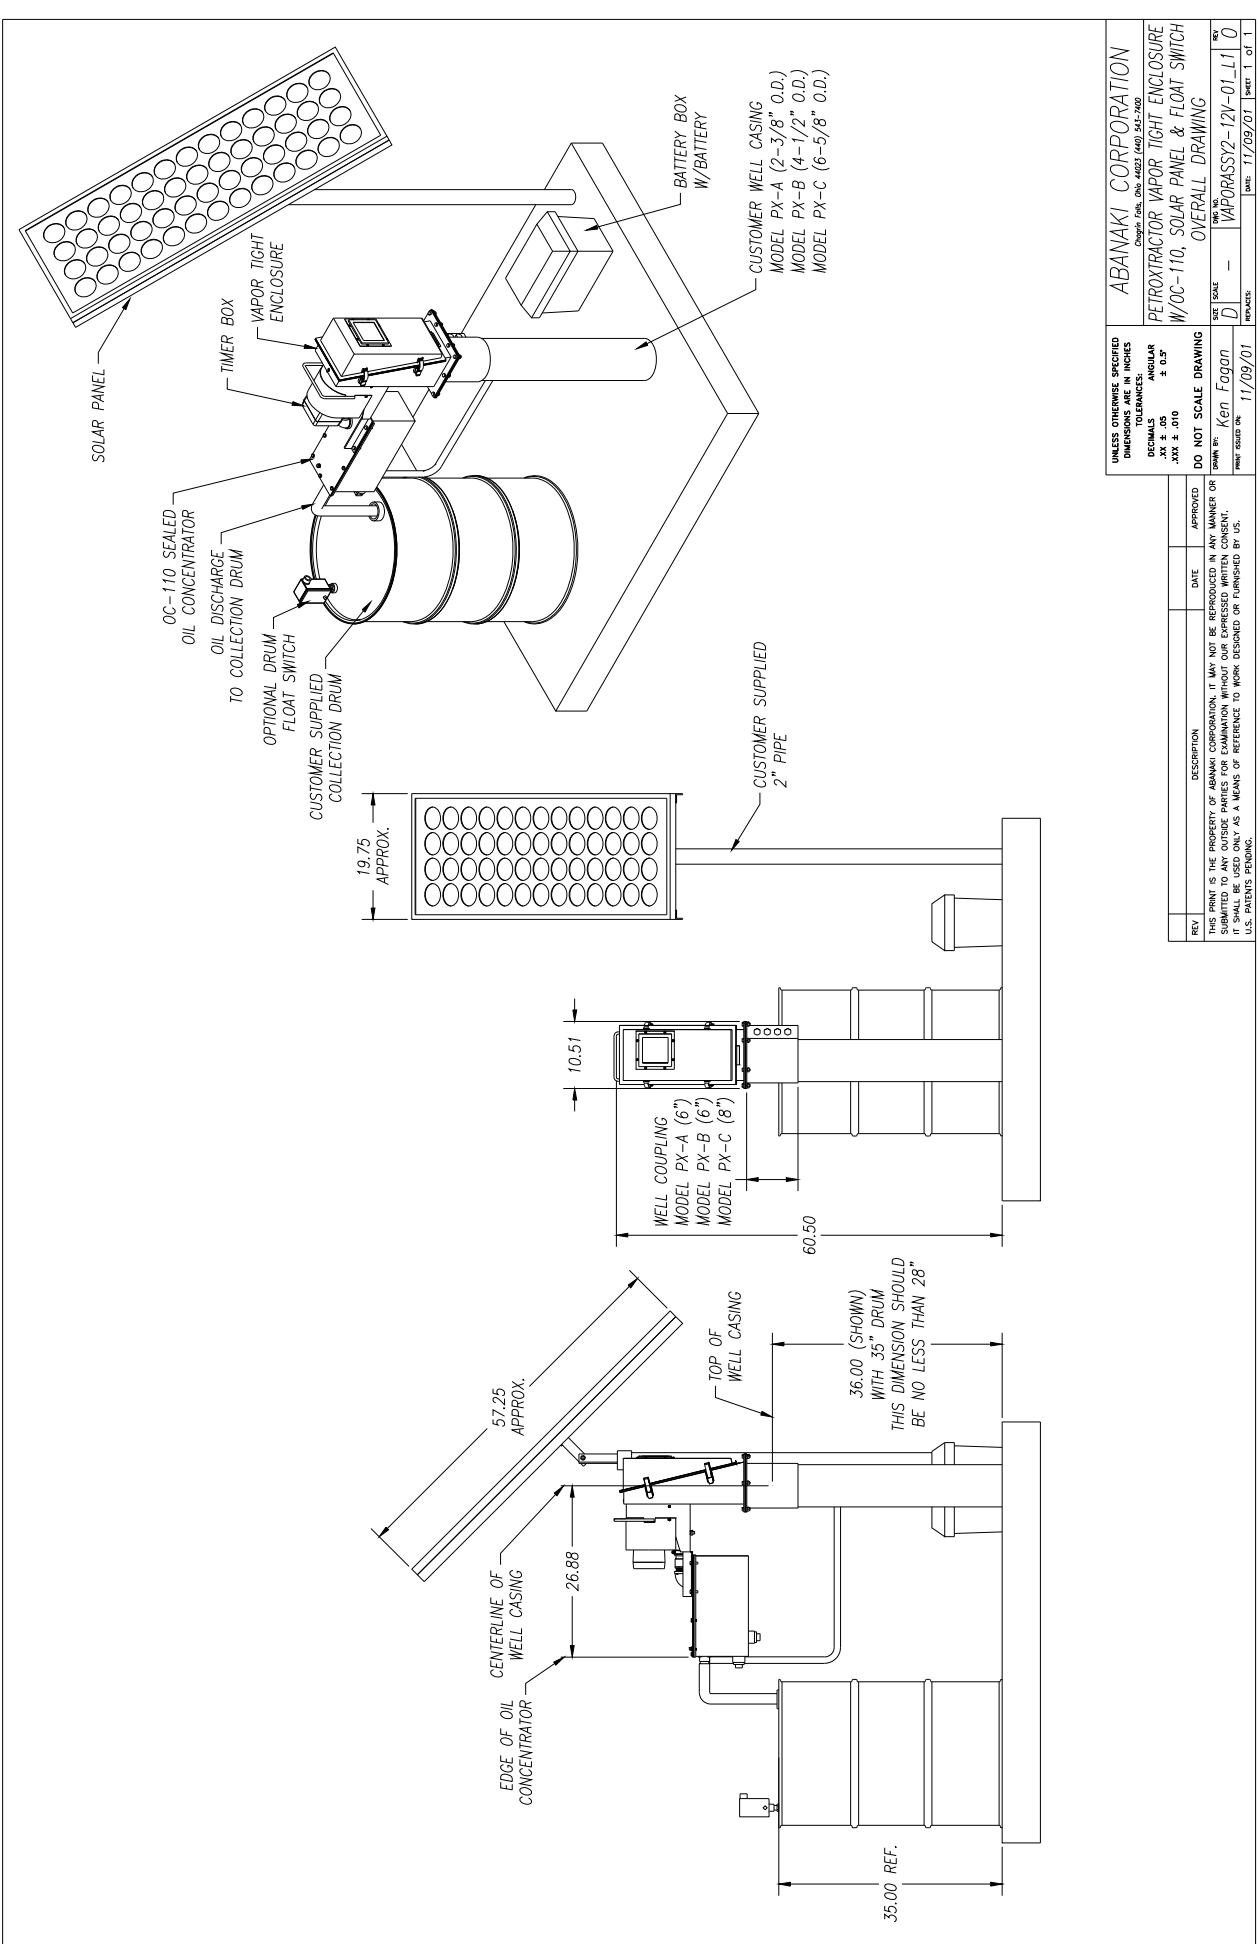 SOLAR PANEL
TIMER BOX
VAPOR TIGHT
ENCLOSURE
OC-110 SEALED
OIL CONCENTRATOR
OIL DISCHARGE
TO COLLECTION DRUM
OPTIONAL DRUM
FLOAT SWITCH
CUSTOMER SUPPLIED
COLLECTION DRUM
BATTERY BOX
W/BATTERY
CUSTOMER WELL CASING
MODEL PX-A (2-3/8" O.D.)
MODEL PX-B (4-1/2" O.D.)
MODEL PX-C (6-5/8" O.D.)
19.75
APPROX.
CUSTOMER SUPPLIED
2" PIPE
10.51
WELL COUPLING
MODEL PX-A (6")
MODEL PX-B (6")
MODEL PX-C (8")
60.50
57.25
APPROX.
TOP OF
WELL CASING
36.00 (SHOWN)
WITH 35" DRUM
THIS DIMENSION SHOULD
BE NO LESS THAN 28"
CENTERLINE OF
WELL CASING
26.88
EDGE OF OIL
CONCENTRATOR
35.00 REF.
REV DESCRIPTION DATE APPROVED
THIS PRINT IS THE PROPERTY OF ABANAKI CORPORATION. IT MAY NOT BE REPRODUCED IN ANY MANNER OR
SUBMITTED TO ANY OUTSIDE PARTIES FOR EXAMINATION WITHOUT OUR EXPRESSED WRITTEN CONSENT.
IT SHALL BE USED ONLY AS A MEANS OF REFERENCE TO WORK DESIGNED OR FURNISHED BY US.
U.S. PATENTS PENDING.
UNLESS OTHERWISE SPECIFIED
DIMENSIONS ARE IN INCHES
TOLERANCES:
DECIMALS ANGULAR
.XX ± .05 ± 0.5°
.XXX ± .010
DO NOT SCALE DRAWING
DRAWN BY: Ken Fagan
PRINT ISSUED ON: 11/09/01
ABANAKI CORPORATION
Chagrin Falls, Ohio 44023 (440) 543-7400
PETROXTRACTOR VAPOR TIGHT ENCLOSURE
W/OC-110, SOLAR PANEL & FLOAT SWITCH
OVERALL DRAWING
SIZE D SCALE - DWG NO. VAPORASSY2-12V-01_L1 REV 0
REPLACES: DATE: 11/09/01 SHEET 1 of 1